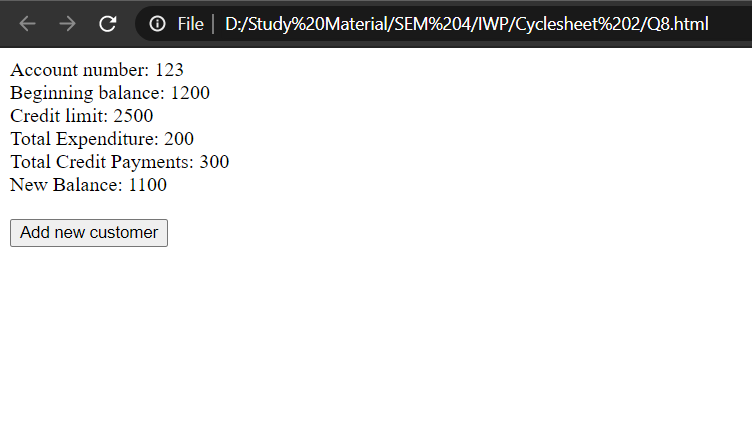 File | D:/Study%20Material/SEM%204/IWP/Cyclesheet%202/Q8.html
Account number: 123
Beginning balance: 1200
Credit limit: 2500
Total Expenditure: 200
Total Credit Payments: 300
New Balance: 1100
Add new customer